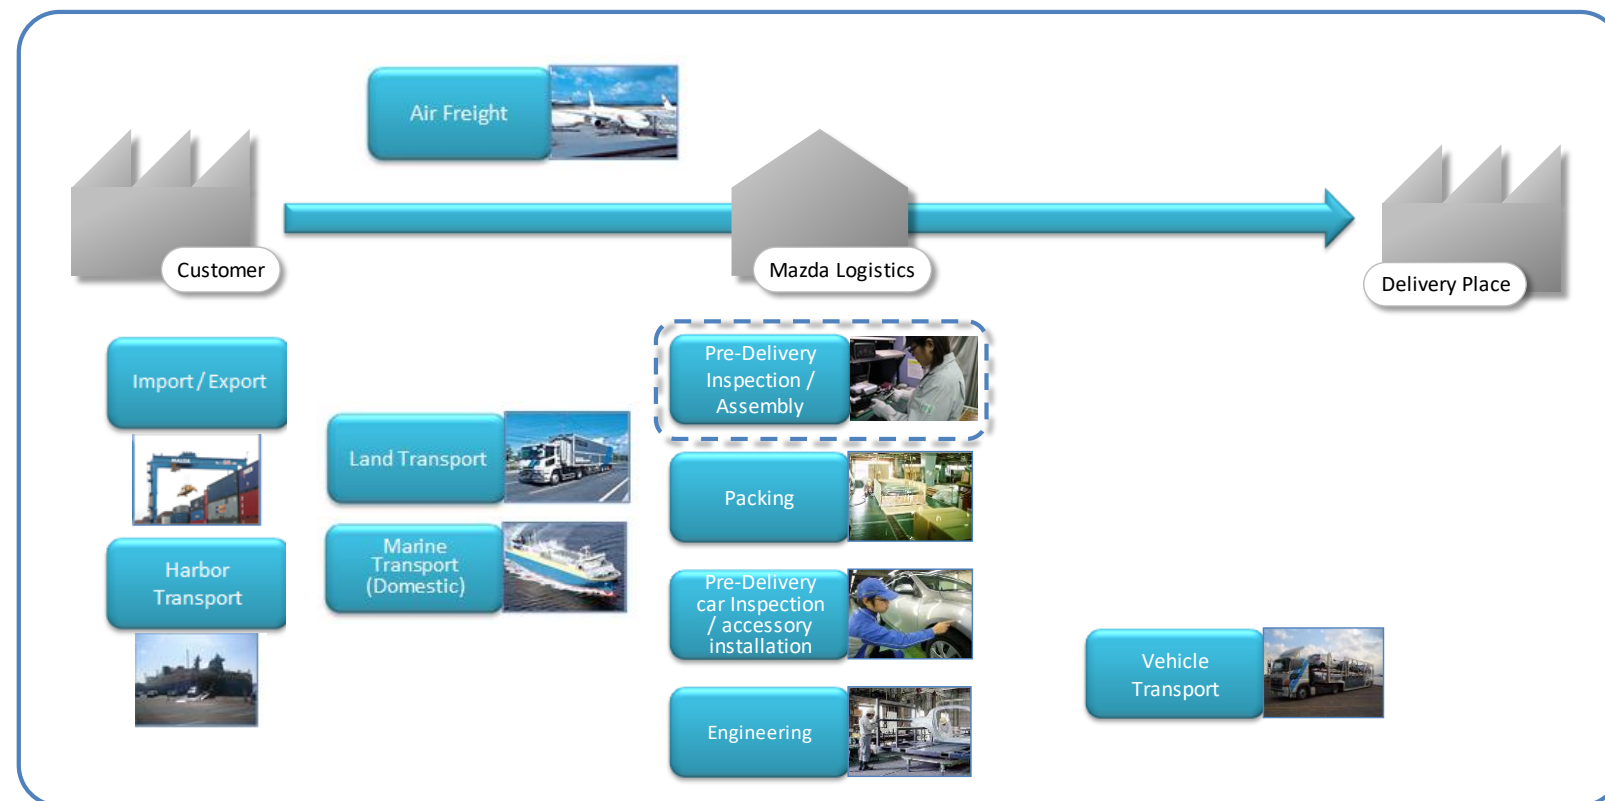 Air Freight
Customer
Mazda Logistics
Delivery Place
Import / Export
Harbor
Transport
Land Transport
Marine
Transport
(Domestic)
Pre-Delivery
Inspection /
Assembly
Packing
Pre-Delivery
car Inspection
/ accessory
installation
Engineering
Vehicle
Transport